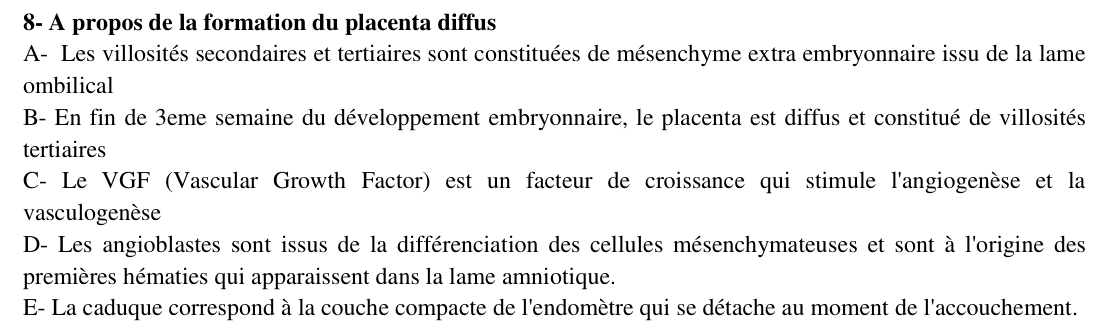 8- A propos de la formation du placenta diffus
A- Les villosités secondaires et tertiaires sont constituées de mésenchyme extra embryonnaire issu de la lame
ombilical
B- En fin de 3eme semaine du développement embryonnaire, le placenta est diffus et constitué de villosités
tertiaires
C- Le VGF (Vascular Growth Factor) est un facteur de croissance qui stimule l'angiogenèse et la
vasculogenèse
D- Les angioblastes sont issus de la différenciation des cellules mésenchymateuses et sont à l'origine des
premières hématies qui apparaissent dans la lame amniotique.
E- La caduque correspond à la couche compacte de l'endomètre qui se détache au moment de l'accouchement.